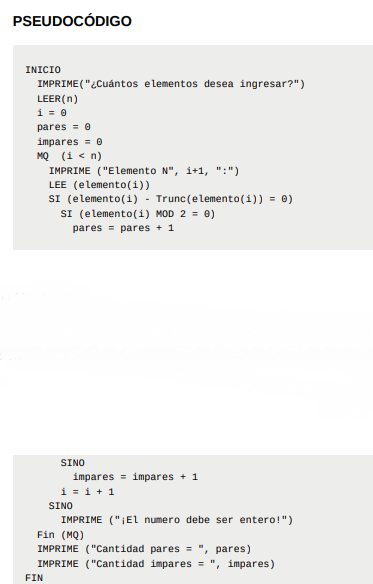 PSEUDOCÓDIGO
INICIO
IMPRIME("¿Cuántos elementos desea ingresar?")
LEER(n)
i = 0
pares = 0
impares = 0
MQ (i < n)
IMPRIME ("Elemento N", i+1, ":")
LEE (elemento(i))
SI (elemento(i) - Trunc(elemento(i)) = 0)
SI (elemento(i) MOD 2 = 0)
pares = pares + 1
SINO
impares = impares + 1
i = i + 1
SINO
IMPRIME ("¡El numero debe ser entero!")
Fin (MQ)
IMPRIME ("Cantidad pares = ", pares)
IMPRIME ("Cantidad impares = ", impares)
FIN